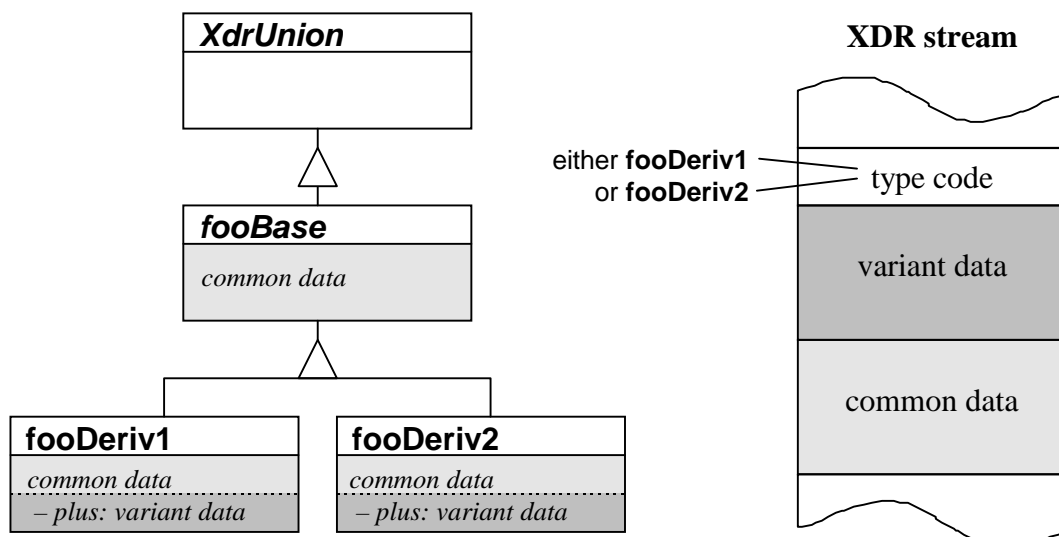 XdrUnion
fooBase
common data
fooDeriv1
common data
– plus: variant data
fooDeriv2
common data
– plus: variant data
XDR stream
either fooDeriv1
or fooDeriv2
type code
variant data
common data